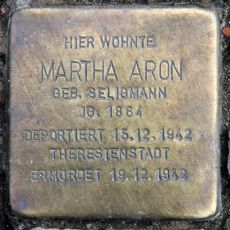 HIER WOHNTE
MARTHA ARON
GEB. SELIGMANN
JG. 1864
DEPORTIERT 15.12.1942
THERESIENSTADT
ERMORDET 19.12.1942